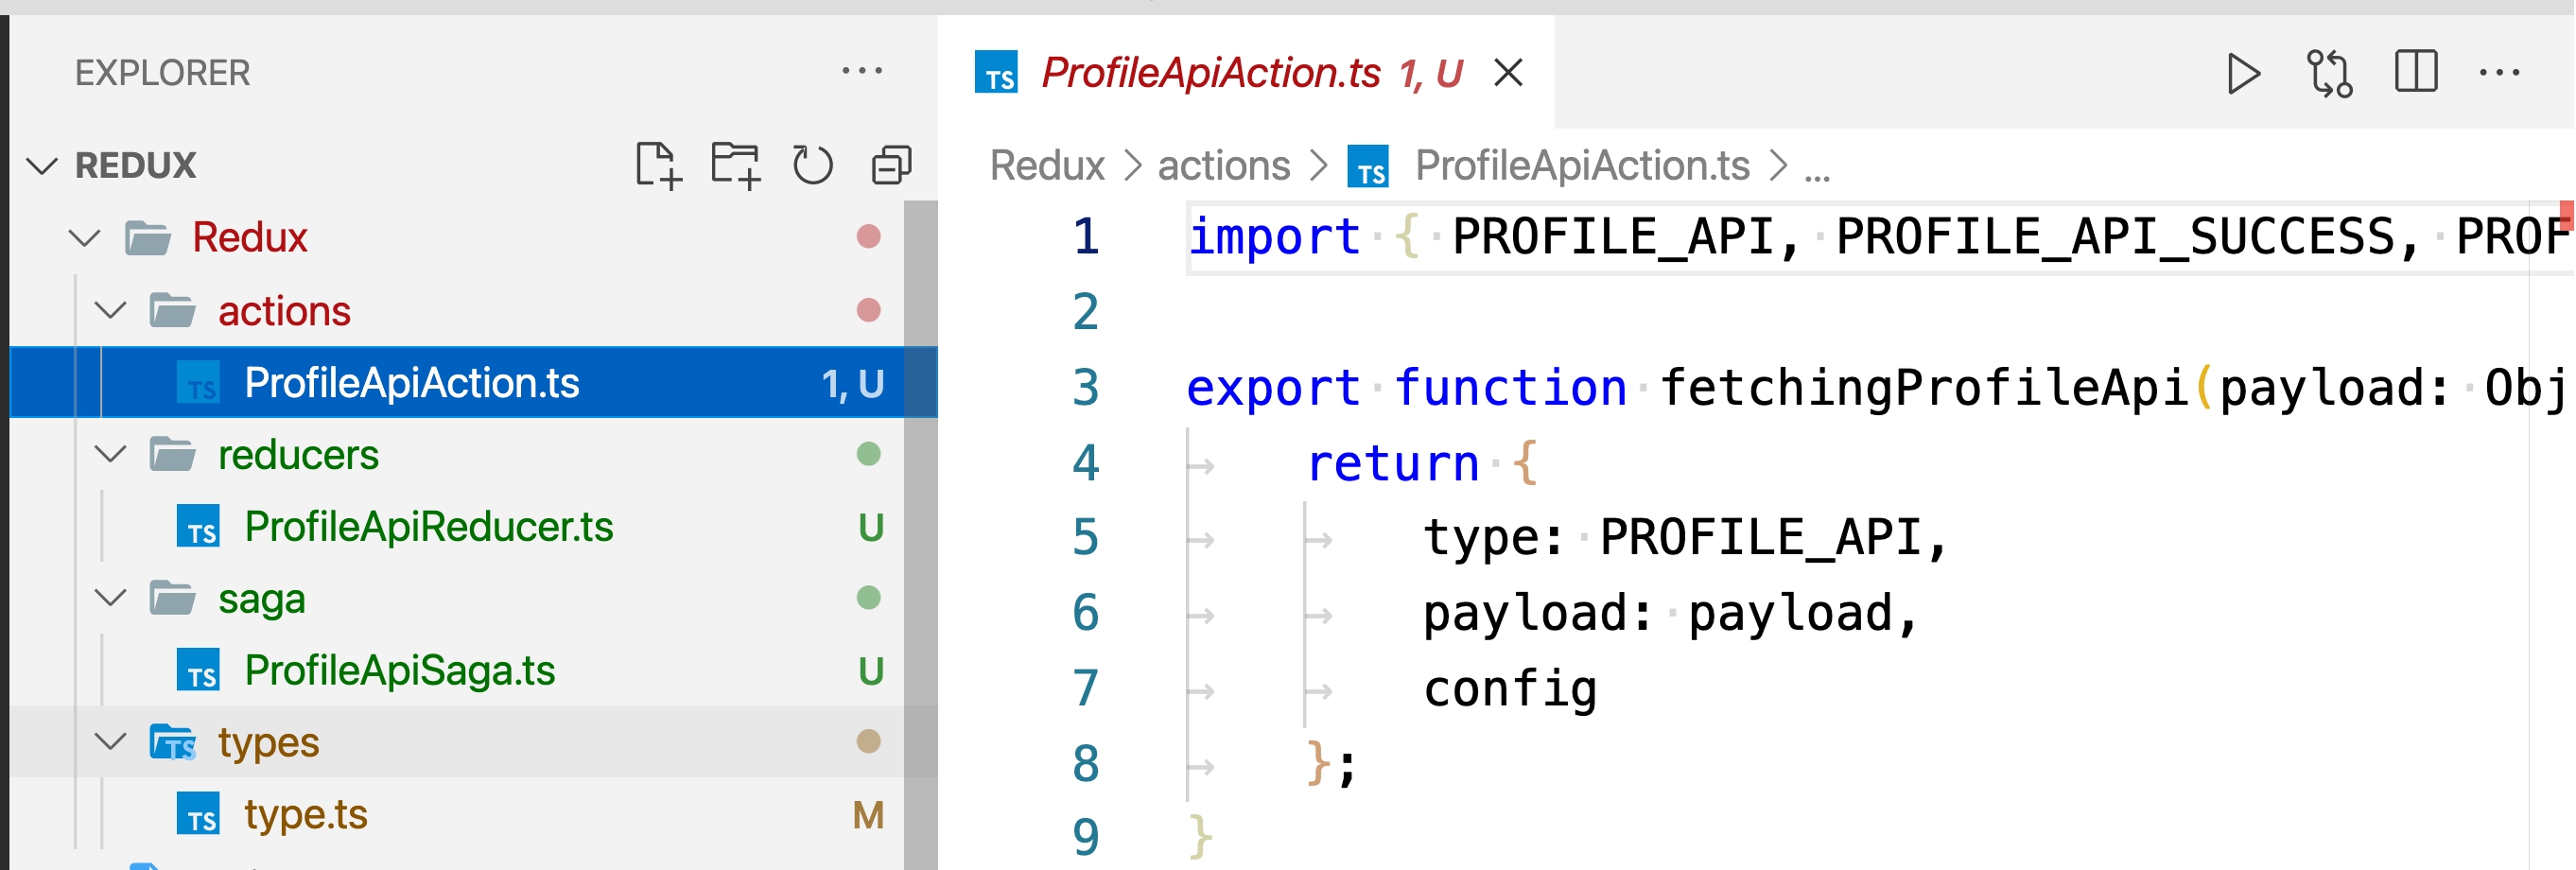 EXPLORER
REDUX
Redux
actions
TS ProfileApiAction.ts 1, U
reducers
TS ProfileApiReducer.ts U
saga
TS ProfileApiSaga.ts U
TS types
TS type.ts M
TS ProfileApiAction.ts 1, U
Redux > actions > TS ProfileApiAction.ts > ...
1 import { PROFILE_API, PROFILE_API_SUCCESS, PROF
2
3 export function fetchingProfileApi(payload: Obj
4 return {
5 type: PROFILE_API,
6 payload: payload,
7 config
8 };
9 }